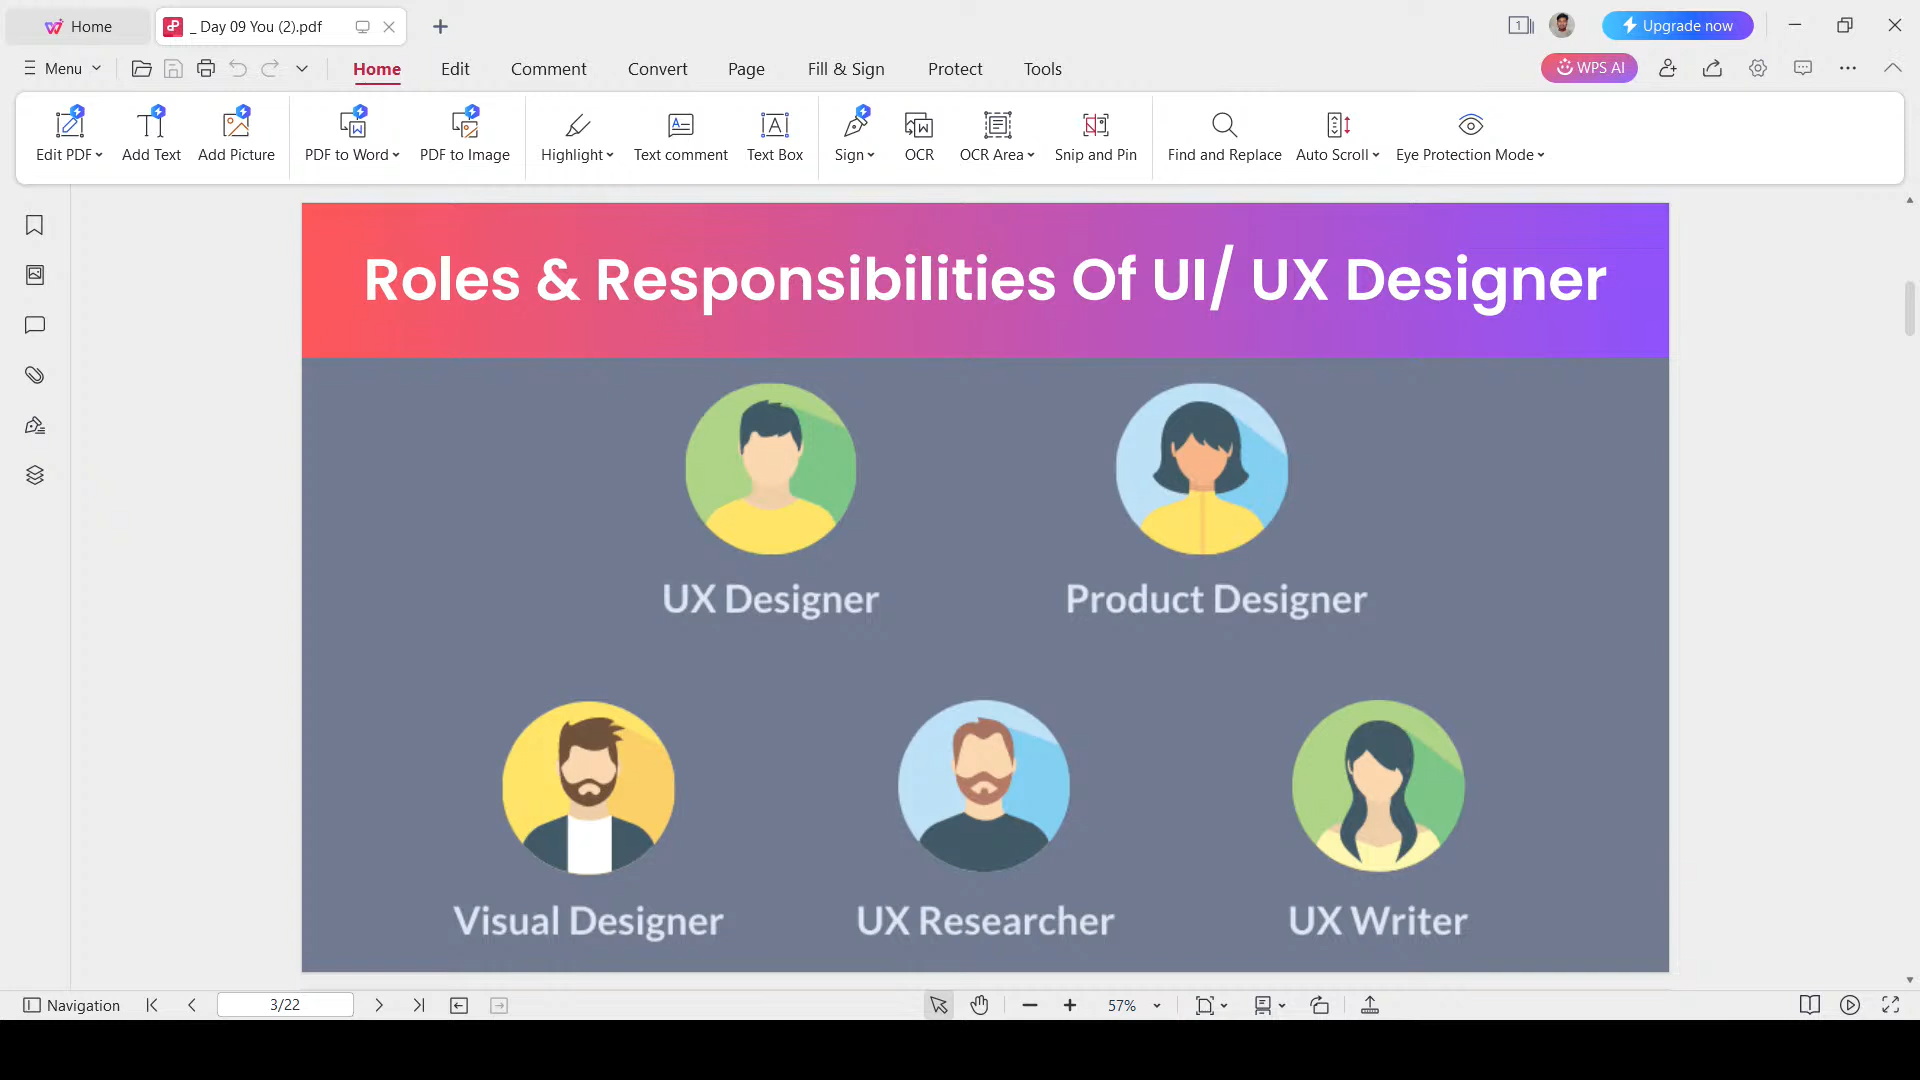 Home
_ Day 09 You (2).pdf
1
Upgrade now
Menu
Home
Edit
Comment
Convert
Page
Fill & Sign
Protect
Tools
WPS AI
Edit PDF
Add Text
Add Picture
PDF to Word
PDF to Image
Highlight
Text comment
Text Box
Sign
OCR
OCR Area
Snip and Pin
Find and Replace
Auto Scroll
Eye Protection Mode
Roles & Responsibilities Of UI/ UX Designer
UX Designer
Product Designer
Visual Designer
UX Researcher
UX Writer
Navigation
3/22
57%